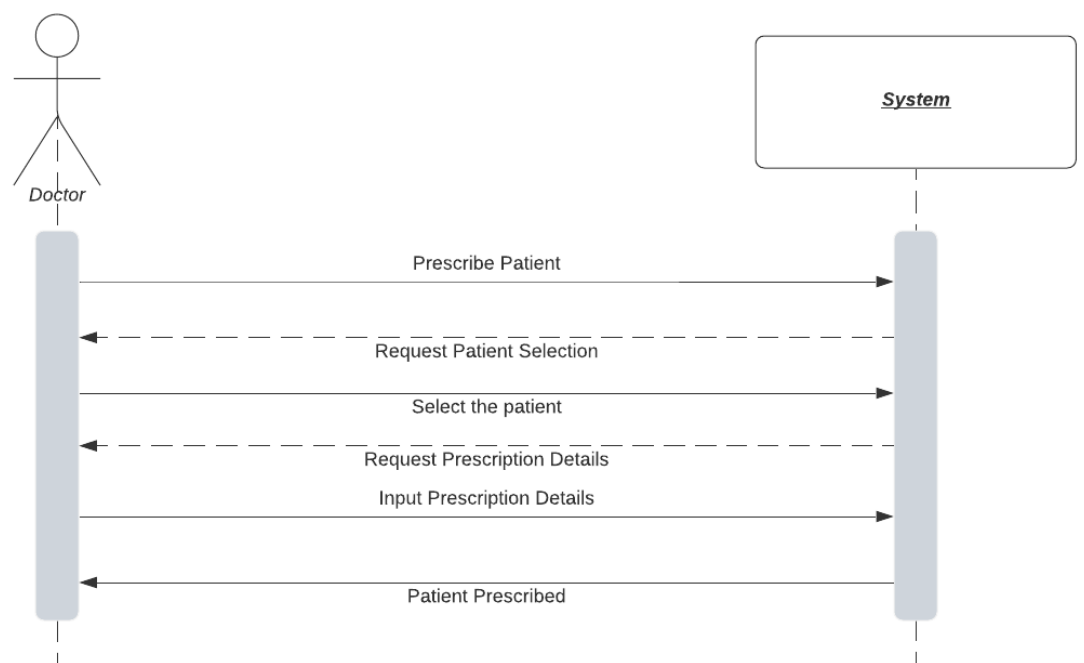 System
Doctor
Prescribe Patient
Request Patient Selection
Select the patient
Request Prescription Details
Input Prescription Details
Patient Prescribed